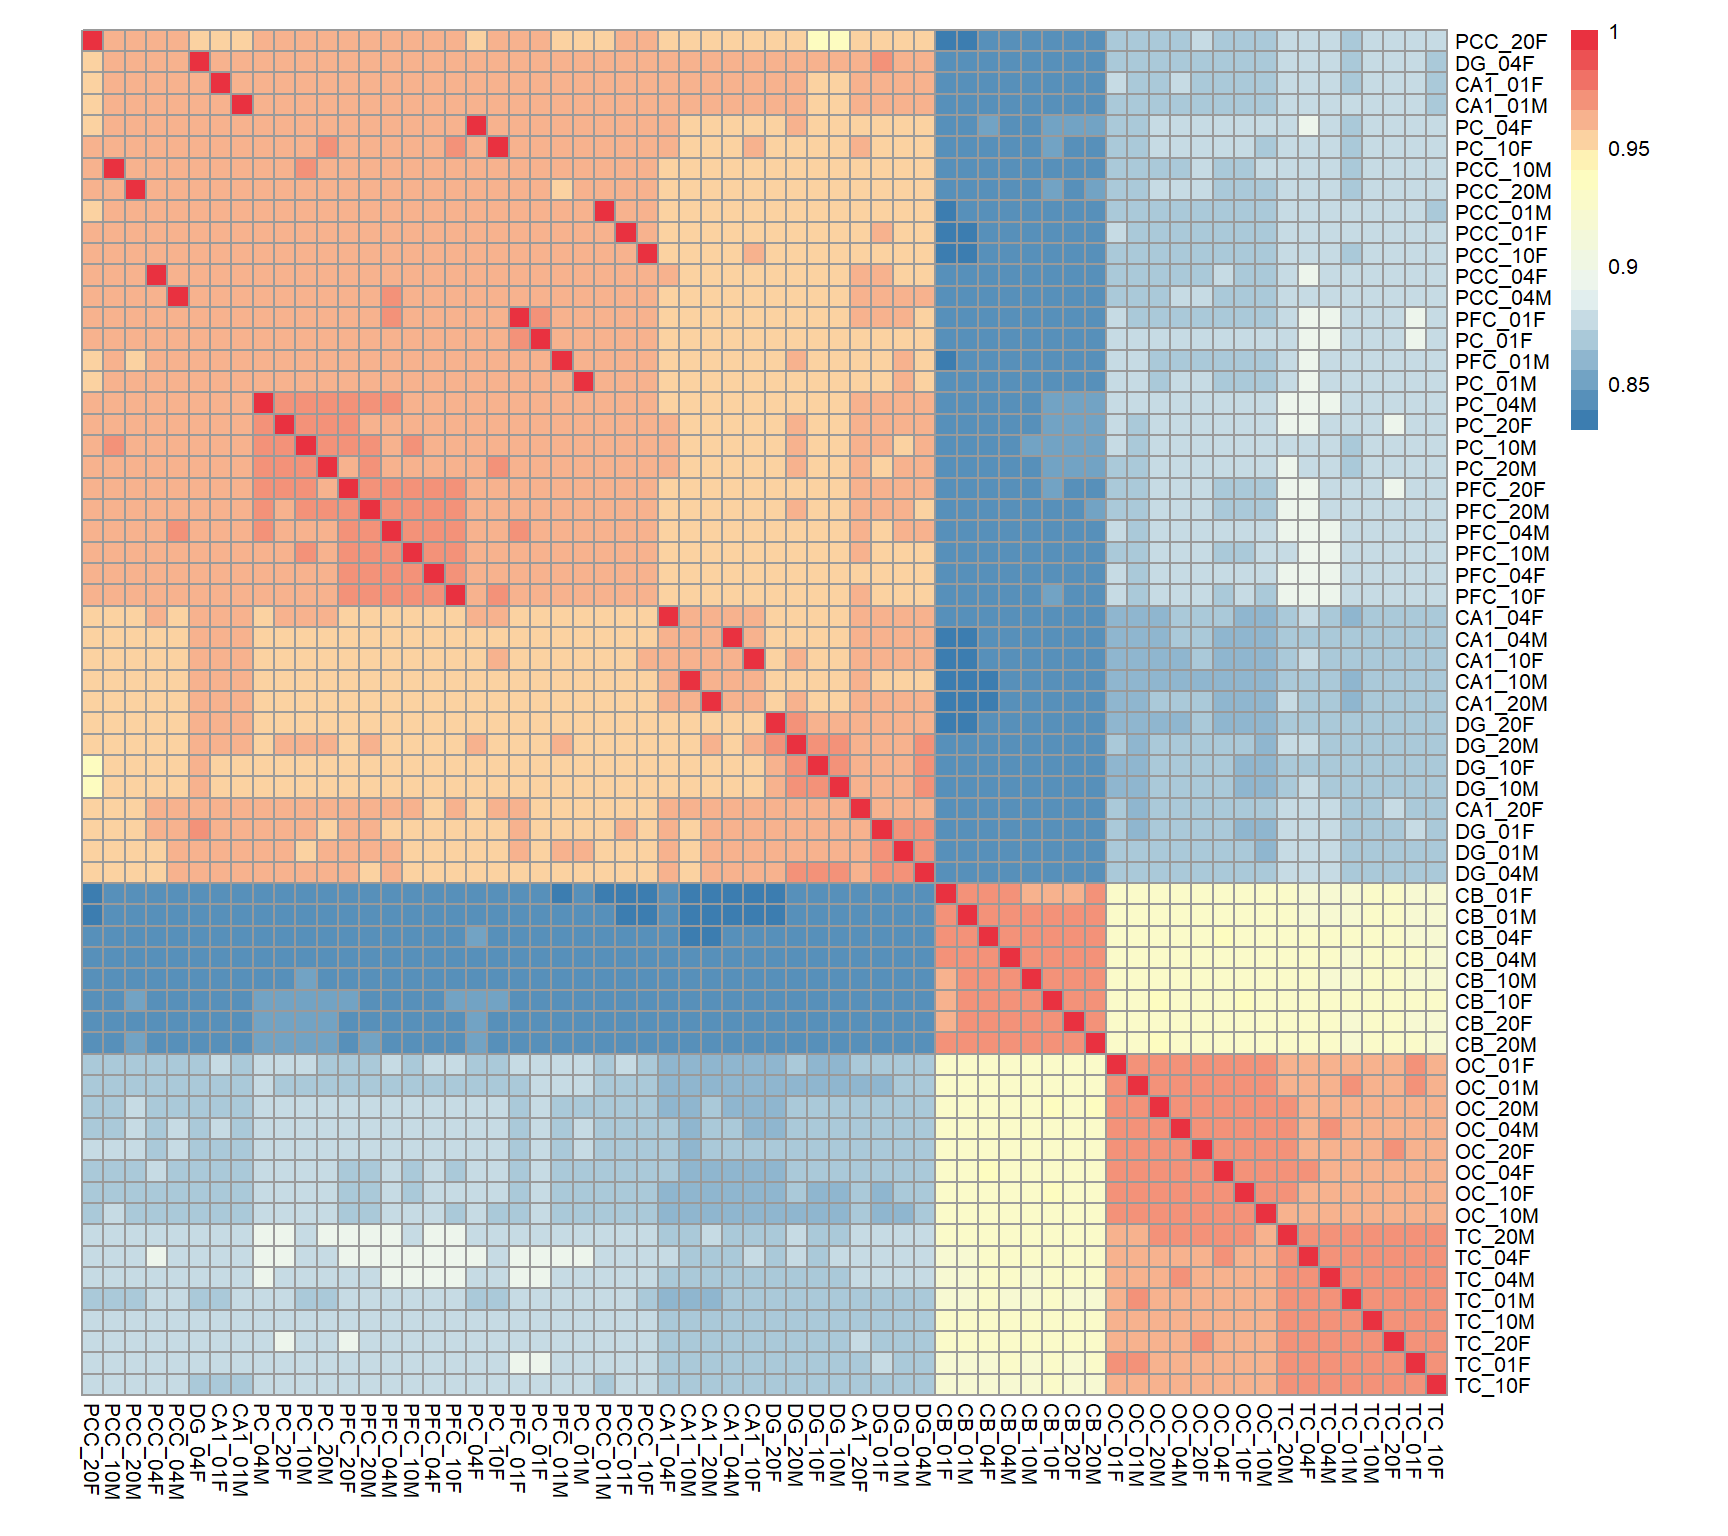 PCC_20F
DG_04F
CA1_01F
CA1_01M
PC_04F
PC_10F
PCC_10M
PCC_20M
PCC_01M
PCC_01F
PCC_10F
PCC_04F
PCC_04M
PFC_01F
PC_01F
PFC_01M
PC_01M
PC_04M
PC_20F
PC_10M
PC_20M
PFC_20F
PFC_20M
PFC_04M
PFC_10M
PFC_04F
PFC_10F
CA1_04F
CA1_04M
CA1_10F
CA1_10M
CA1_20M
DG_20F
DG_20M
DG_10F
DG_10M
CA1_20F
DG_01F
DG_01M
DG_04M
CB_01F
CB_01M
CB_04F
CB_04M
CB_10M
CB_10F
CB_20F
CB_20M
OC_01F
OC_01M
OC_20M
OC_04M
OC_20F
OC_04F
OC_10F
OC_10M
TC_20M
TC_04F
TC_04M
TC_01M
TC_10M
TC_20F
TC_01F
TC_10F
1
0.95
0.9
0.85
PCC_20F
PCC_10M
PCC_20M
PCC_04F
PCC_04M
DG_04F
CA1_01F
CA1_01M
PC_04M
PC_20F
PC_10M
PC_20M
PFC_20F
PFC_20M
PFC_04M
PFC_10M
PFC_04F
PFC_10F
PC_04F
PC_10F
PFC_01F
PC_01F
PFC_01M
PC_01M
PCC_01M
PCC_01F
PCC_10F
CA1_04F
CA1_10M
CA1_20M
CA1_04M
CA1_10F
DG_20F
DG_20M
DG_10F
DG_10M
CA1_20F
DG_01F
DG_01M
DG_04M
CB_01F
CB_01M
CB_04F
CB_04M
CB_10M
CB_10F
CB_20F
CB_20M
OC_01F
OC_01M
OC_20M
OC_04M
OC_20F
OC_04F
OC_10F
OC_10M
TC_20M
TC_04F
TC_04M
TC_01M
TC_10M
TC_20F
TC_01F
TC_10F